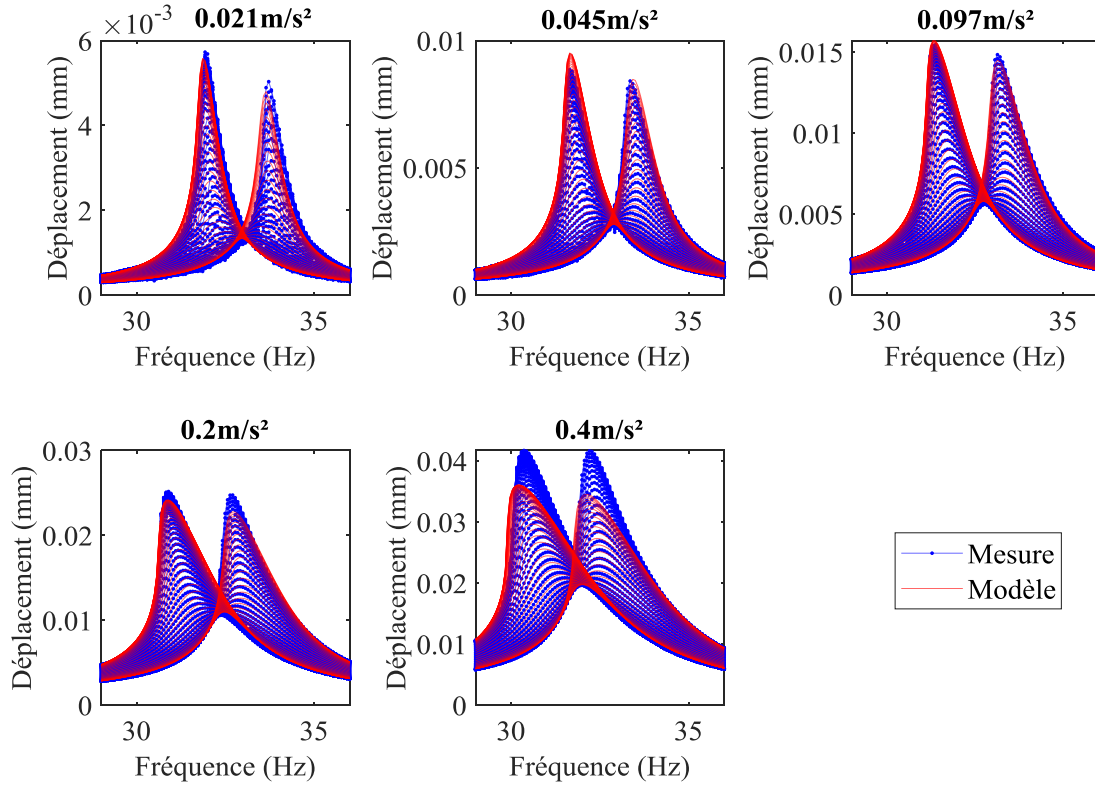 0.021m/s²
×10⁻³
6
4
2
0
Déplacement (mm)
30
35
Fréquence (Hz)
0.045m/s²
0.01
0.005
0
Déplacement (mm)
30
35
Fréquence (Hz)
0.097m/s²
0.015
0.01
0.005
0
Déplacement (mm)
30
35
Fréquence (Hz)
0.2m/s²
0.03
0.02
0.01
0
Déplacement (mm)
30
35
Fréquence (Hz)
0.4m/s²
0.04
0.03
0.02
0.01
0
Déplacement (mm)
30
35
Fréquence (Hz)
Mesure
Modèle